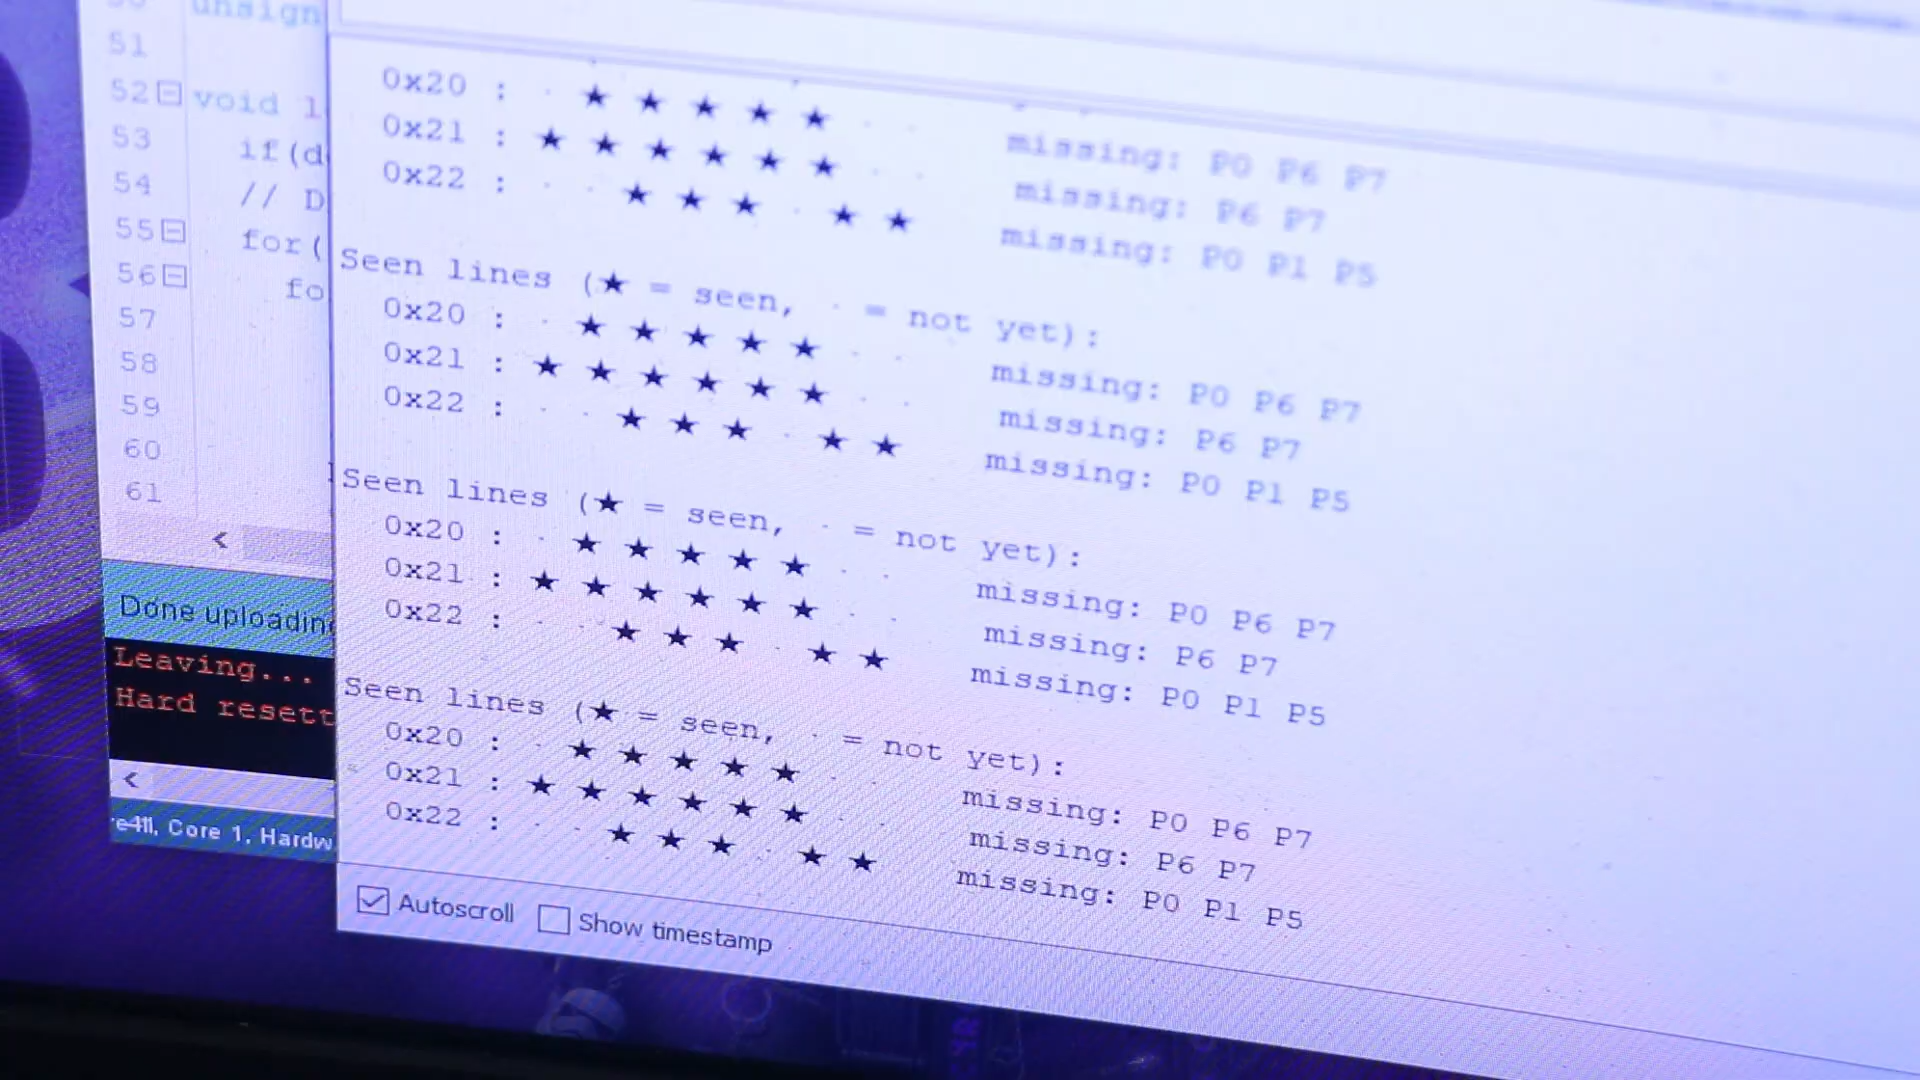 51
52 void l
53 if(d
54 // D
55 for(
56 fo
57
58
59
60
61
Done uploadin
Leaving...
Hard resett
Core 1, Hardw
0x20 : · ★ ★ ★ ★ ★ · · missing: P0 P6 P7
0x21 : ★ ★ ★ ★ ★ ★ · · missing: P6 P7
0x22 : · · ★ ★ ★ · ★ ★ missing: P0 P1 P5
Seen lines (★ = seen, · = not yet):
0x20 : · ★ ★ ★ ★ ★ · · missing: P0 P6 P7
0x21 : ★ ★ ★ ★ ★ ★ · · missing: P6 P7
0x22 : · · ★ ★ ★ · ★ ★ missing: P0 P1 P5
Seen lines (★ = seen, · = not yet):
0x20 : · ★ ★ ★ ★ ★ · · missing: P0 P6 P7
0x21 : ★ ★ ★ ★ ★ ★ · · missing: P6 P7
0x22 : · · ★ ★ ★ · ★ ★ missing: P0 P1 P5
Seen lines (★ = seen, · = not yet):
0x20 : · ★ ★ ★ ★ ★ · · missing: P0 P6 P7
0x21 : ★ ★ ★ ★ ★ ★ · · missing: P6 P7
0x22 : · · ★ ★ ★ · ★ ★ missing: P0 P1 P5
Autoscroll Show timestamp